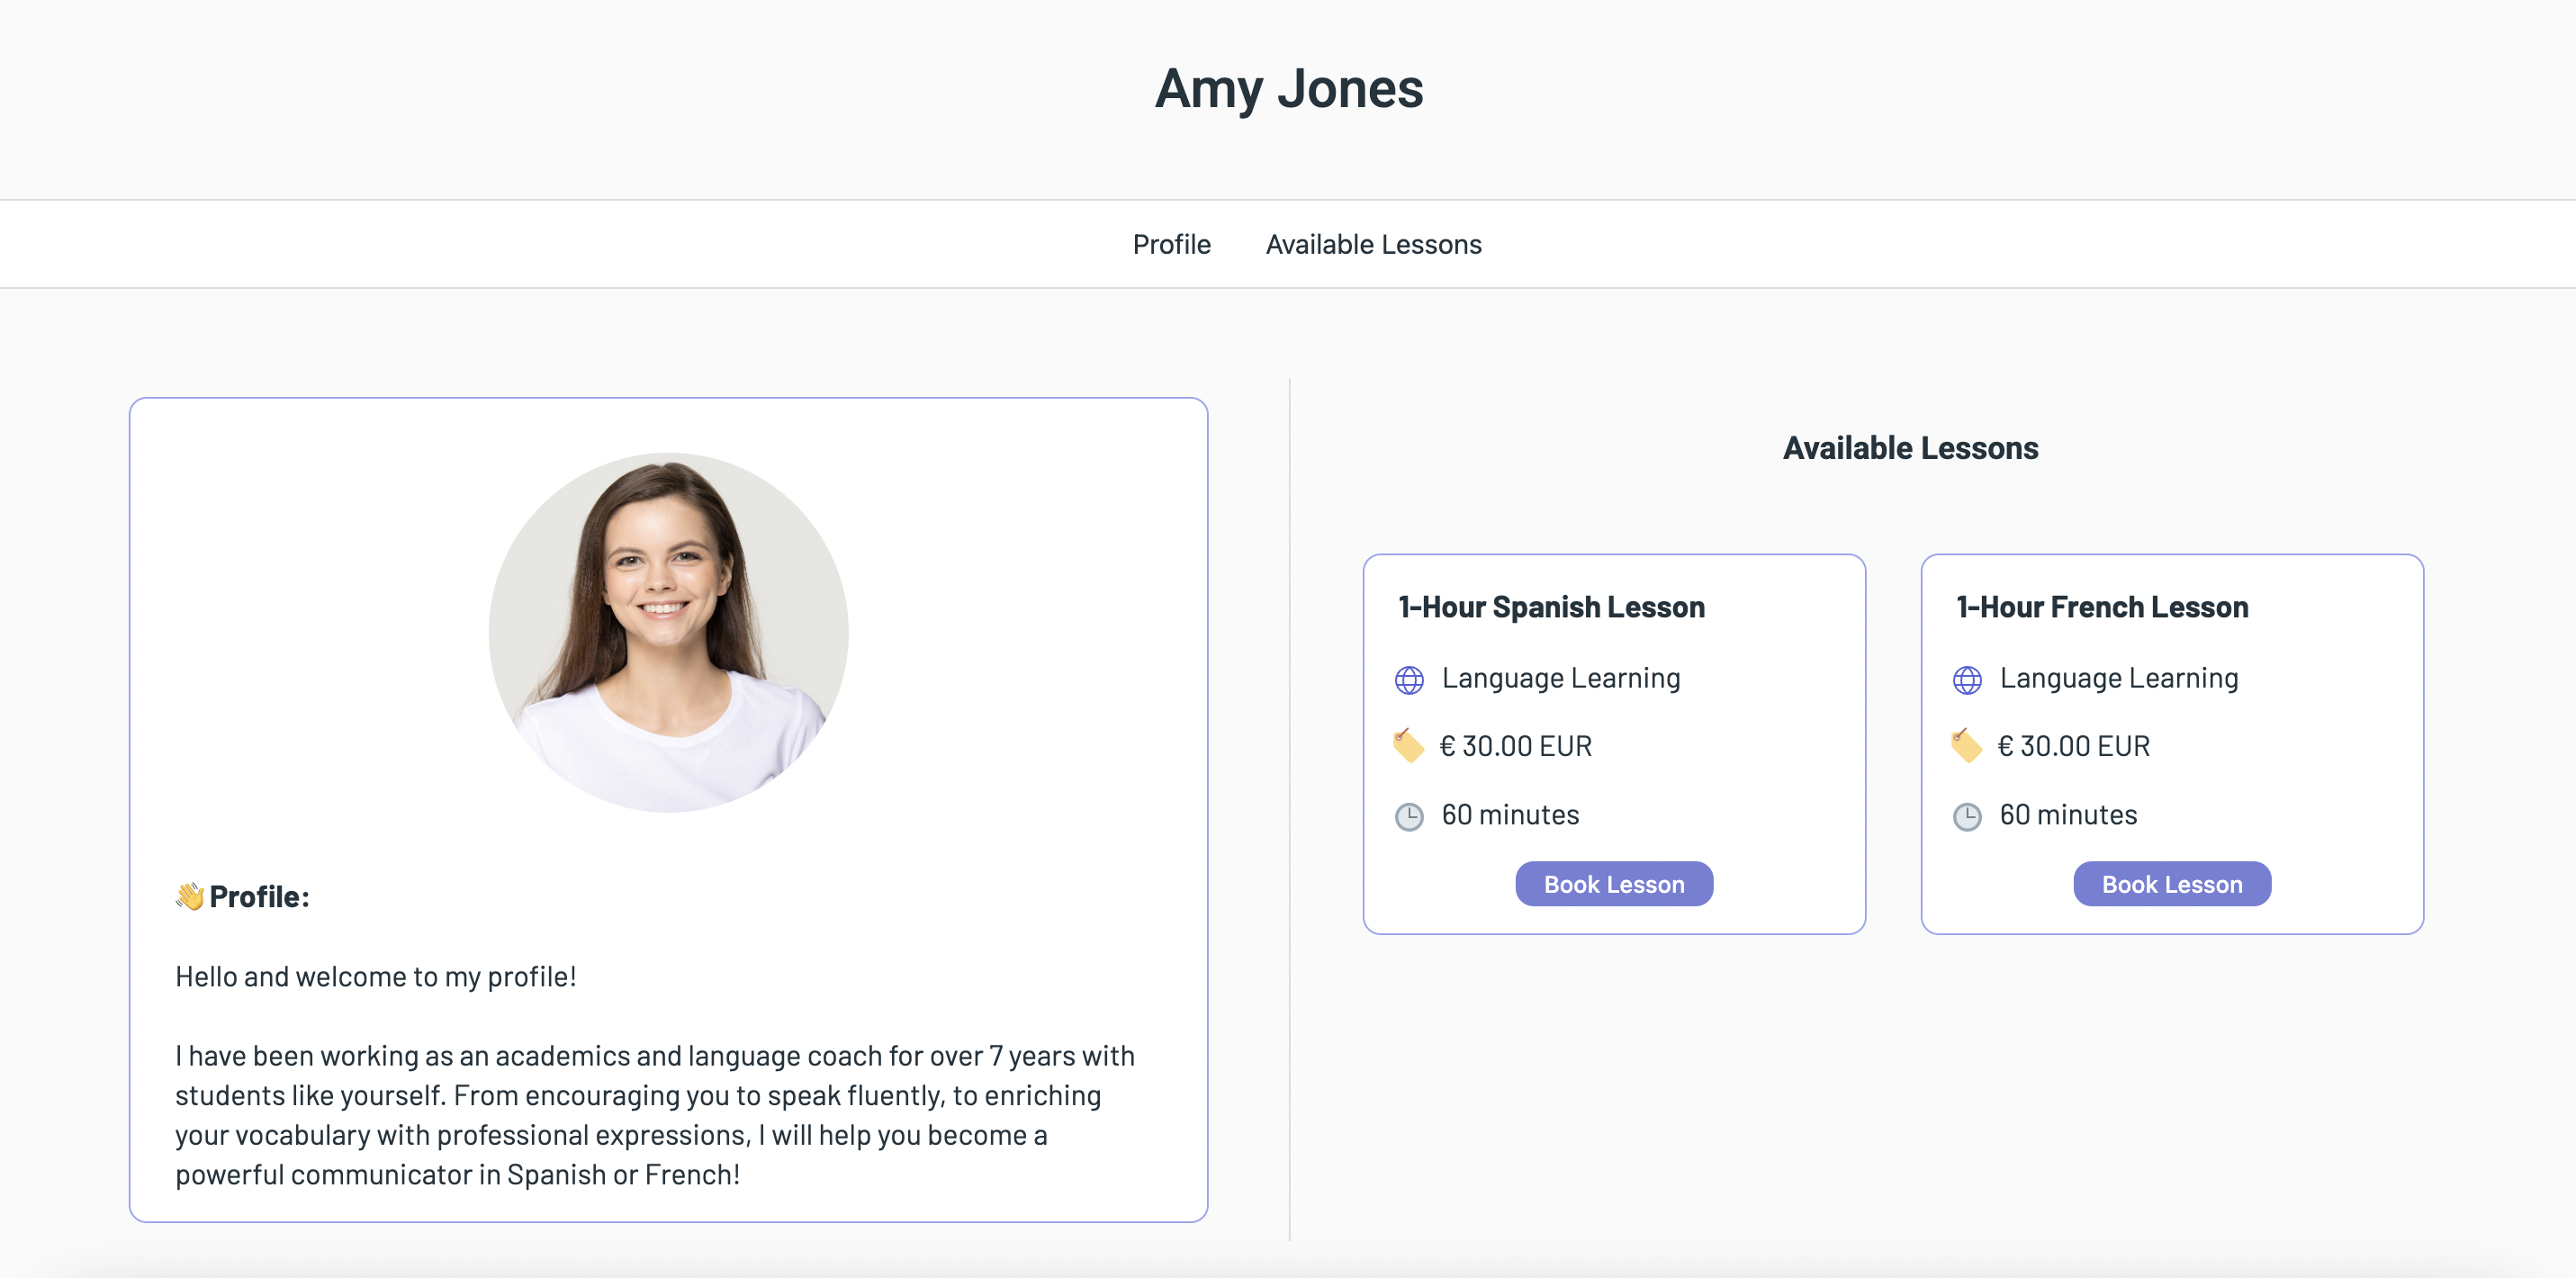 Amy Jones
Profile
Available Lessons
👋 Profile:
Hello and welcome to my profile!
I have been working as an academics and language coach for over 7 years with
students like yourself. From encouraging you to speak fluently, to enriching
your vocabulary with professional expressions, I will help you become a
powerful communicator in Spanish or French!
Available Lessons
1-Hour Spanish Lesson
Language Learning
€ 30.00 EUR
60 minutes
Book Lesson
1-Hour French Lesson
Language Learning
€ 30.00 EUR
60 minutes
Book Lesson